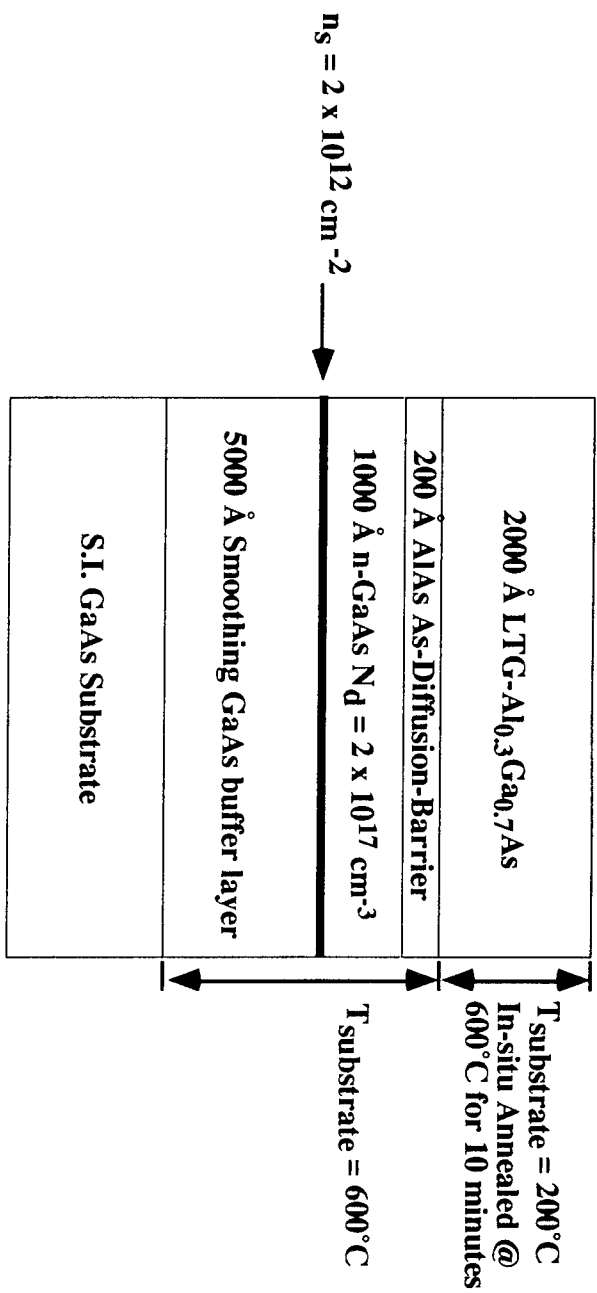 2000 Å LTG-Al0.3Ga0.7As
200 Å AlAs As-Diffusion-Barrier
1000 Å n-GaAs Nd = 2 x 10^17 cm^-3
5000 Å Smoothing GaAs buffer layer
S.I. GaAs Substrate
ns = 2 x 10^12 cm^-2
Tsubstrate = 200°C
In-situ Annealed @
600°C for 10 minutes
Tsubstrate = 600°C